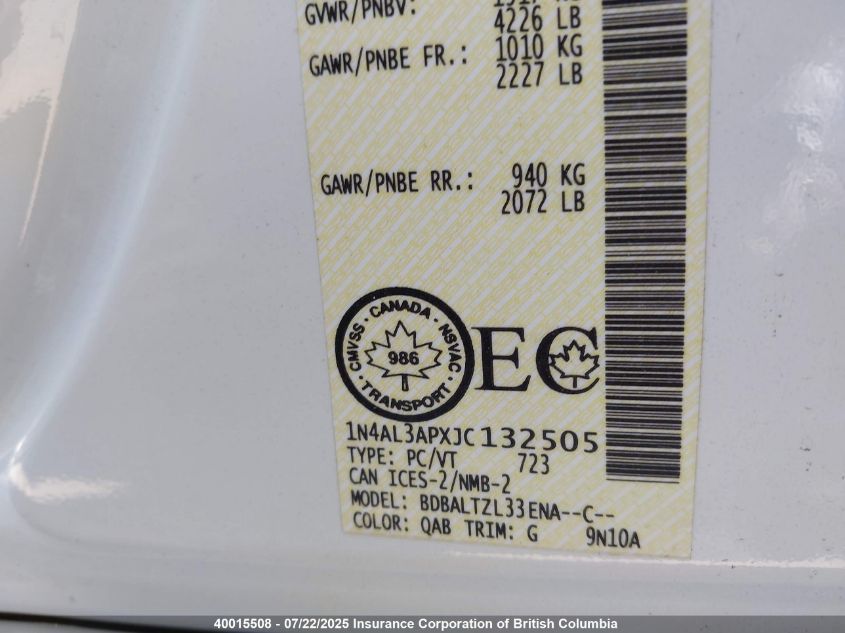 GVWR/PNBV:
4226 LB
GAWR/PNBE FR.: 1010 KG
2227 LB
GAWR/PNBE RR.: 940 KG
2072 LB
CMVSS · CANADA · NSVAC · TRANSPORT ·
986
EC
1N4AL3APXJC132505
TYPE: PC/VT 723
CAN ICES-2/NMB-2
MODEL: BDBALTZL33ENA--C--
COLOR: QAB TRIM: G 9N10A
40015508 - 07/22/2025 Insurance Corporation of British Columbia